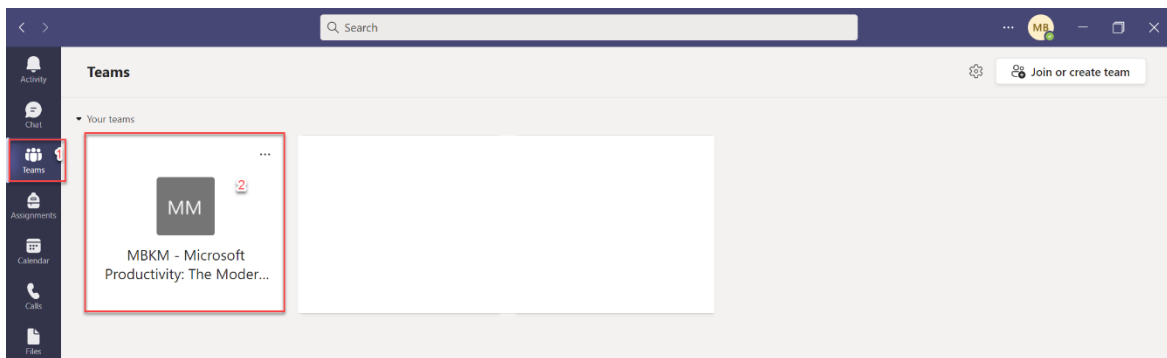 Search
...
MB
Activity
Teams
Join or create team
Chat
Your teams
1
Teams
...
2
MM
Assignments
MBKM - Microsoft
Productivity: The Moder...
Calendar
Calls
Files